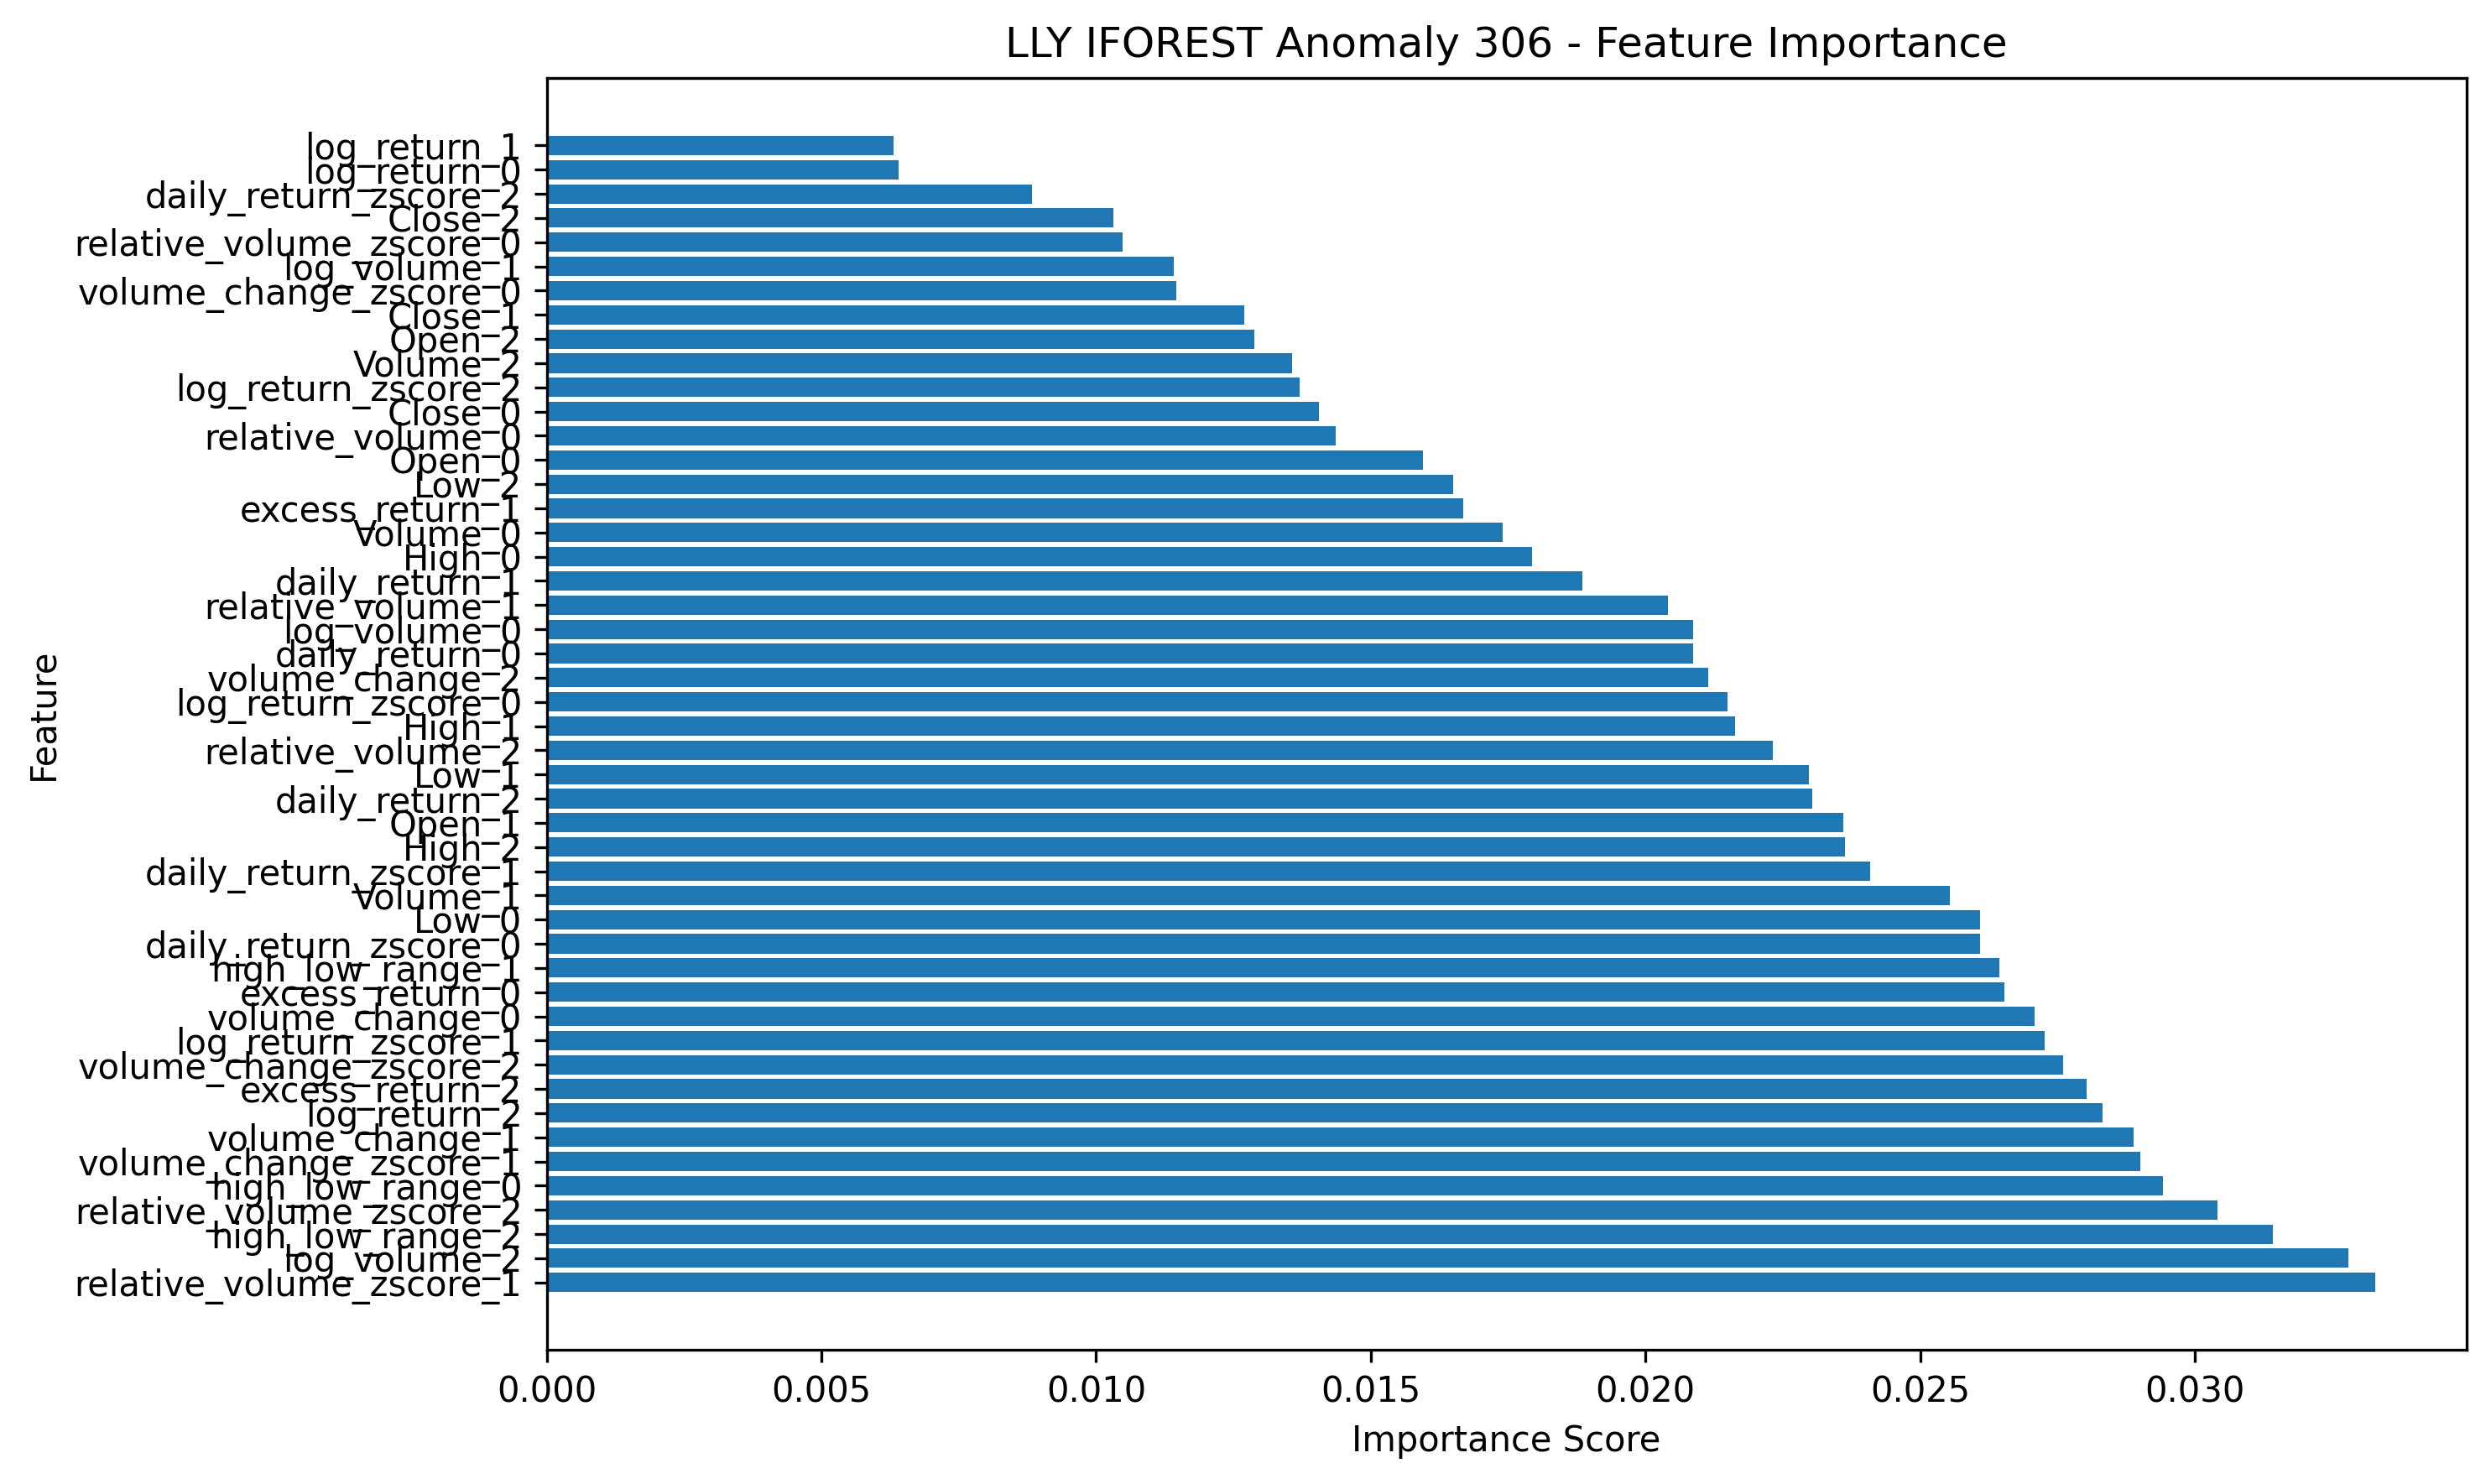 LLY IFOREST Anomaly 306 - Feature Importance
log_return_1
log_return_0
daily_return_zscore_2
Close_2
relative_volume_zscore_0
log_volume_1
volume_change_zscore_0
Close_1
Open_2
Volume_2
log_return_zscore_2
Close_0
relative_volume_0
Open_0
Low_2
excess_return_1
Volume_0
High_0
daily_return_1
relative_volume_1
log_volume_0
daily_return_0
volume_change_2
log_return_zscore_0
High_1
relative_volume_2
Low_1
daily_return_2
Open_1
High_2
daily_return_zscore_1
Volume_1
Low_0
daily_return_zscore_0
high_low_range_1
excess_return_0
volume_change_0
log_return_zscore_1
volume_change_zscore_2
excess_return_2
log_return_2
volume_change_1
volume_change_zscore_1
high_low_range_0
relative_volume_zscore_2
high_low_range_2
log_volume_2
relative_volume_zscore_1
Feature
0.000 0.005 0.010 0.015 0.020 0.025 0.030
Importance Score